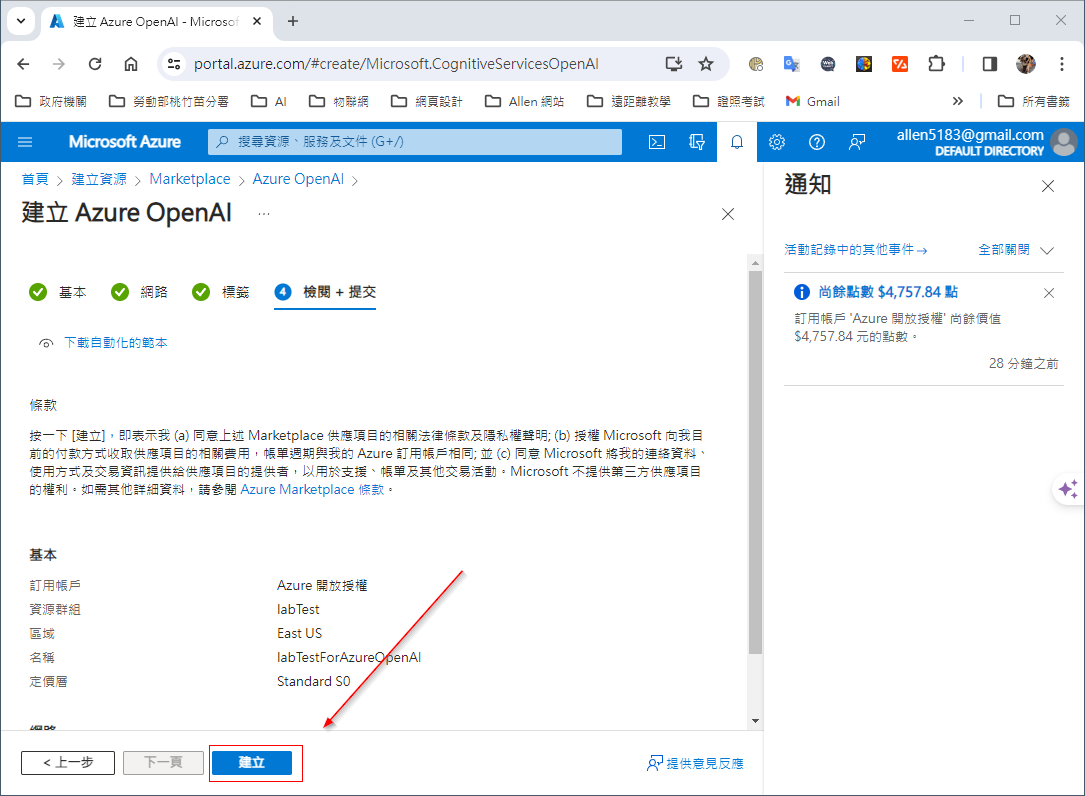 建立 Azure OpenAI - Microsof
portal.azure.com/#create/Microsoft.CognitiveServicesOpenAI
政府機關
勞動部桃竹苗分署
AI
物聯網
網頁設計
Allen 網站
遠距離教學
證照考試
Gmail
所有書籤
Microsoft Azure
搜尋資源、服務及文件 (G+/)
allen5183@gmail.com
DEFAULT DIRECTORY
首頁 > 建立資源 > Marketplace > Azure OpenAI >
建立 Azure OpenAI ...
基本
網路
標籤
4 檢閱 + 提交
下載自動化的範本
條款
按一下 [建立]，即表示我 (a) 同意上述 Marketplace 供應項目的相關法律條款及隱私權聲明; (b) 授權 Microsoft 向我目
前的付款方式收取供應項目的相關費用，帳單週期與我的 Azure 訂用帳戶相同; 並 (c) 同意 Microsoft 將我的連絡資料、
使用方式及交易資訊提供給供應項目的提供者，以用於支援、帳單及其他交易活動。Microsoft 不提供第三方供應項目
的權利。如需其他詳細資料，請參閱 Azure Marketplace 條款。
基本
訂用帳戶 Azure 開放授權
資源群組 labTest
區域 East US
名稱 labTestForAzureOpenAI
定價層 Standard S0
< 上一步
下一頁
建立
提供意見反應
通知
活動記錄中的其他事件→
全部關閉
尚餘點數 $4,757.84 點
訂用帳戶 'Azure 開放授權' 尚餘價值
$4,757.84 元的點數。
28 分鐘之前